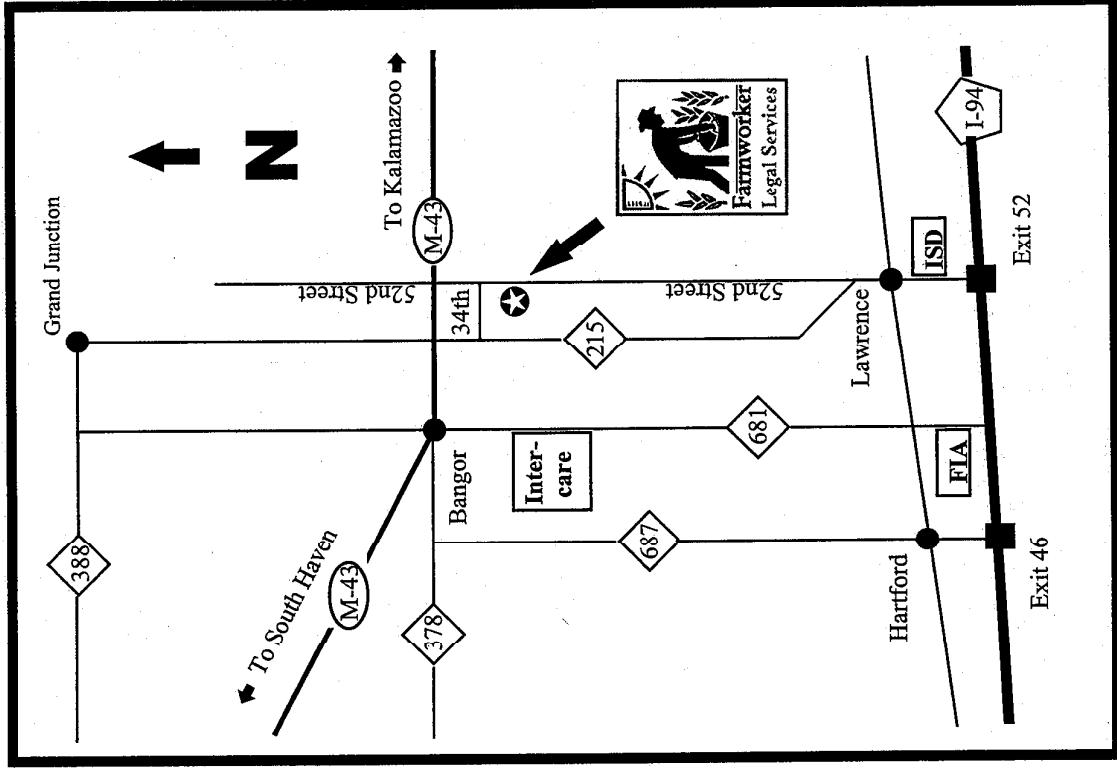 Grand Junction
388
N
To South Haven
M-43
To Kalamazoo
M-43
52nd Street
378
Bangor
34th
Inter-
care
215
52nd Street
687
681
Farmworker
Legal Services
Lawrence
Hartford
ISD
FIA
I-94
Exit 52
Exit 46